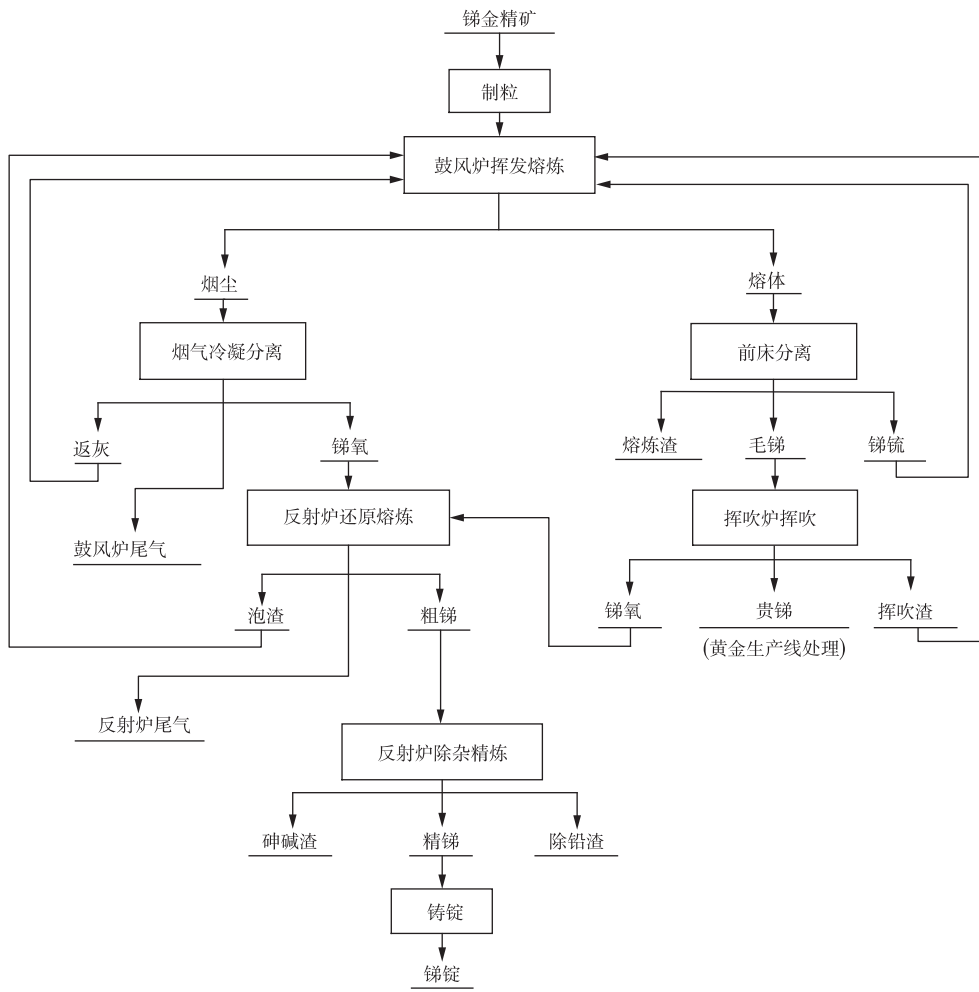 锑金精矿
制粒
鼓风炉挥发熔炼
烟尘
熔体
烟气冷凝分离
前床分离
返灰
锑氧
熔炼渣
毛锑
锑锍
反射炉还原熔炼
挥吹炉挥吹
鼓风炉尾气
泡渣
粗锑
锑氧
贵锑
挥吹渣
(黄金生产线处理)
反射炉尾气
反射炉除杂精炼
砷碱渣
精锑
除铅渣
铸锭
锑锭